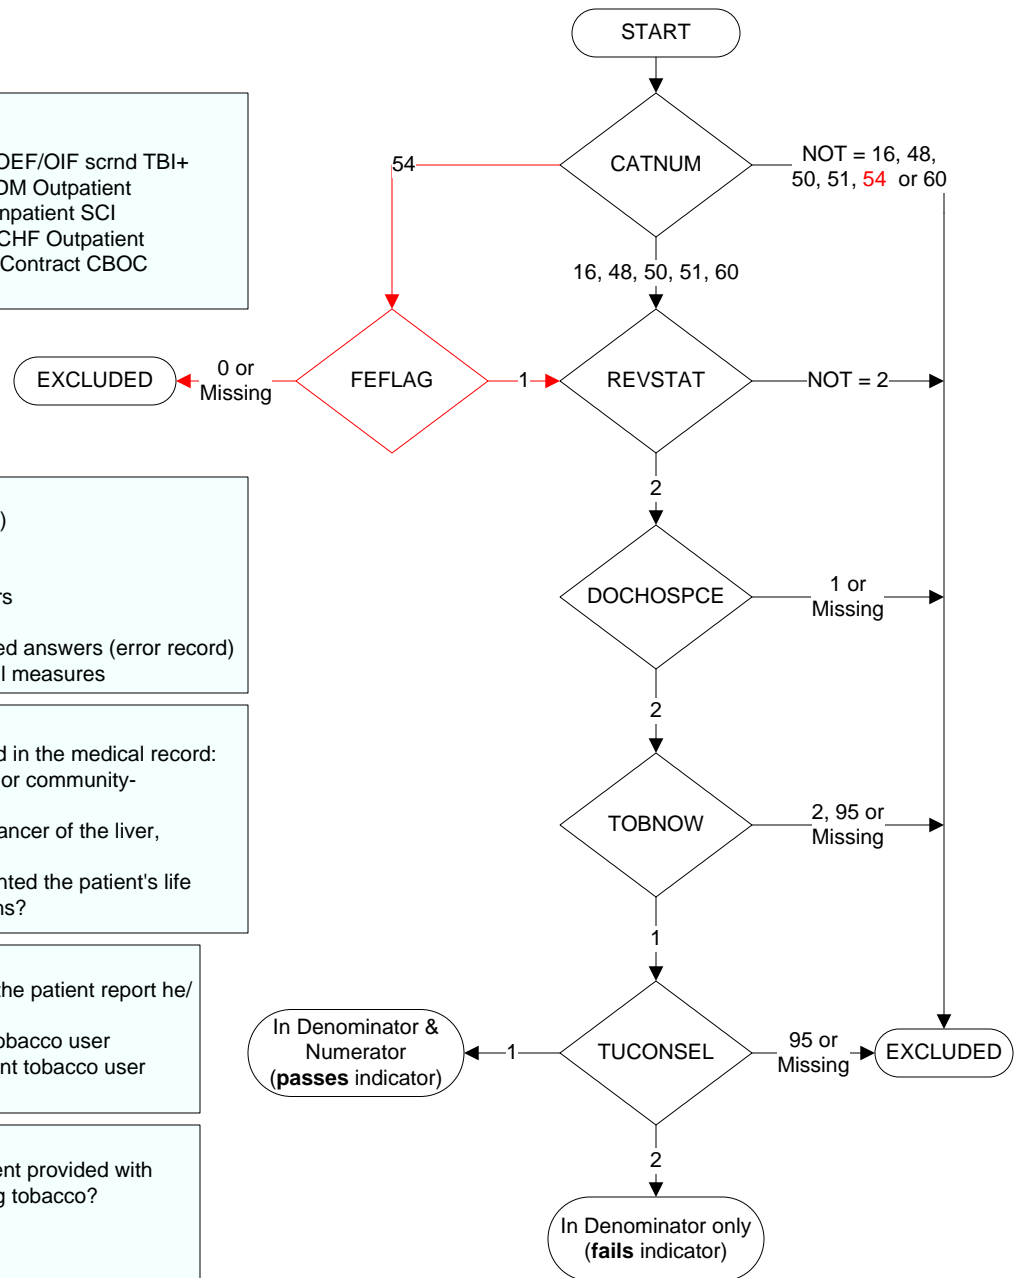 START
OEF/OIF scrnd TBI+
DM Outpatient
npatient SCI
CHF Outpatient
Contract CBOC
54
CATNUM
NOT = 16, 48,
50, 51, 54 or 60
16, 48, 50, 51, 60
EXCLUDED
0 or
Missing
FEFLAG
1
REVSTAT
NOT = 2
2
)
rs
ed answers (error record)
l measures
DOCHOSPCE
1 or
Missing
2
d in the medical record:
or community-
ancer of the liver,
nted the patient's life
ns?
TOBNOW
2, 95 or
Missing
1
the patient report he/
obacco user
nt tobacco user
In Denominator &
Numerator
(passes indicator)
1
TUCONSEL
95 or
Missing
EXCLUDED
2
ent provided with
g tobacco?
In Denominator only
(fails indicator)